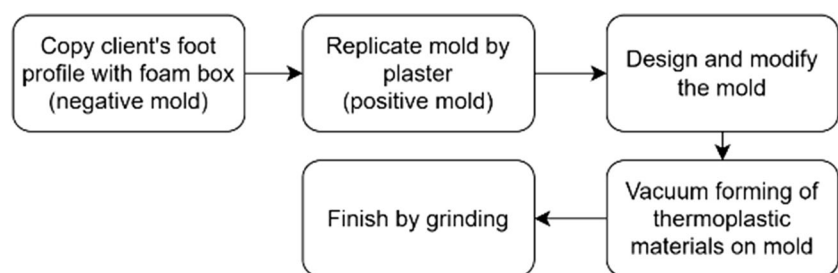 Copy client's foot
profile with foam box
(negative mold)
Replicate mold by
plaster
(positive mold)
Design and modify
the mold
Vacuum forming of
thermoplastic
materials on mold
Finish by grinding